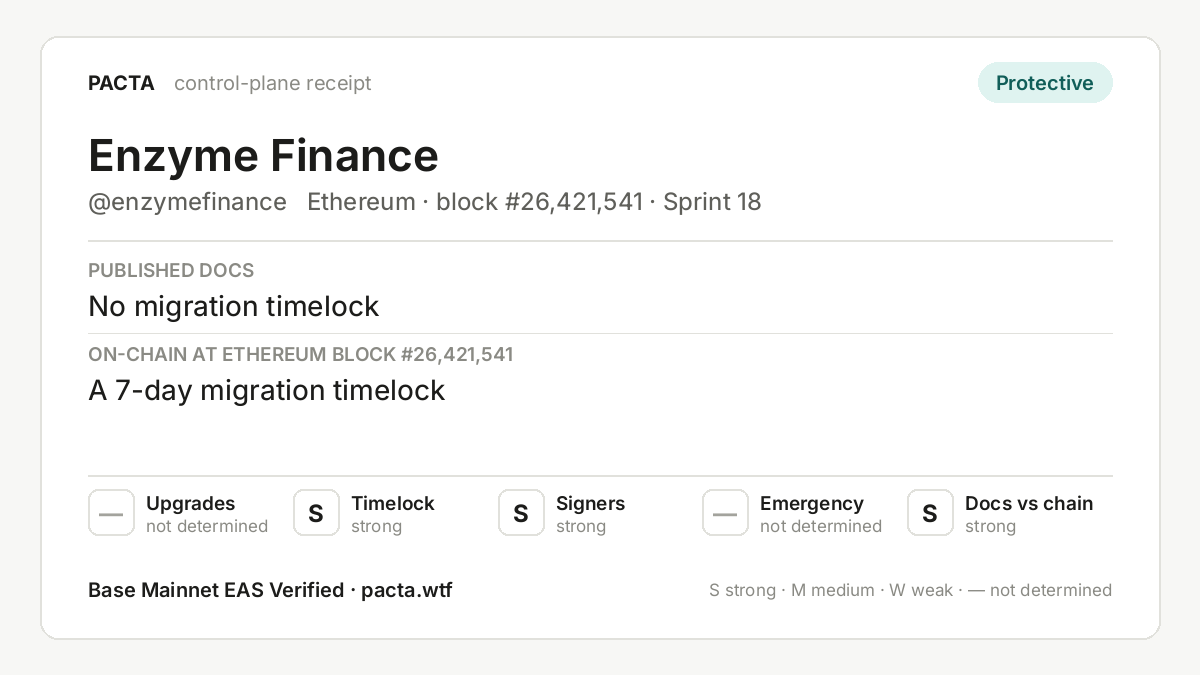 PACTA control-plane receipt Protective
Enzyme Finance
@enzymefinance Ethereum · block #26,421,541 · Sprint 18
PUBLISHED DOCS
No migration timelock
ON-CHAIN AT ETHEREUM BLOCK #26,421,541
A 7-day migration timelock
— Upgrades not determined
S Timelock strong
S Signers strong
— Emergency not determined
S Docs vs chain strong
Base Mainnet EAS Verified · pacta.wtf
S strong · M medium · W weak · — not determined